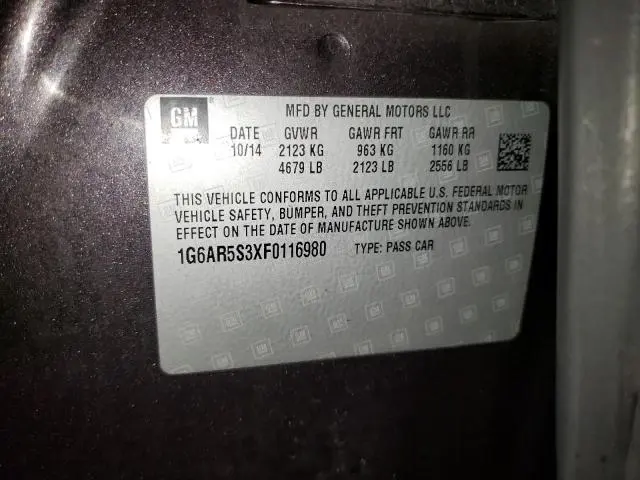 GM
MFD BY GENERAL MOTORS LLC
DATE GVWR GAWR FRT GAWR RR
10/14 2123 KG 963 KG 1160 KG
4679 LB 2123 LB 2556 LB
THIS VEHICLE CONFORMS TO ALL APPLICABLE U.S. FEDERAL MOTOR
VEHICLE SAFETY, BUMPER, AND THEFT PREVENTION STANDARDS IN
EFFECT ON THE DATE OF MANUFACTURE SHOWN ABOVE.
1G6AR5S3XF0116980 TYPE: PASS CAR